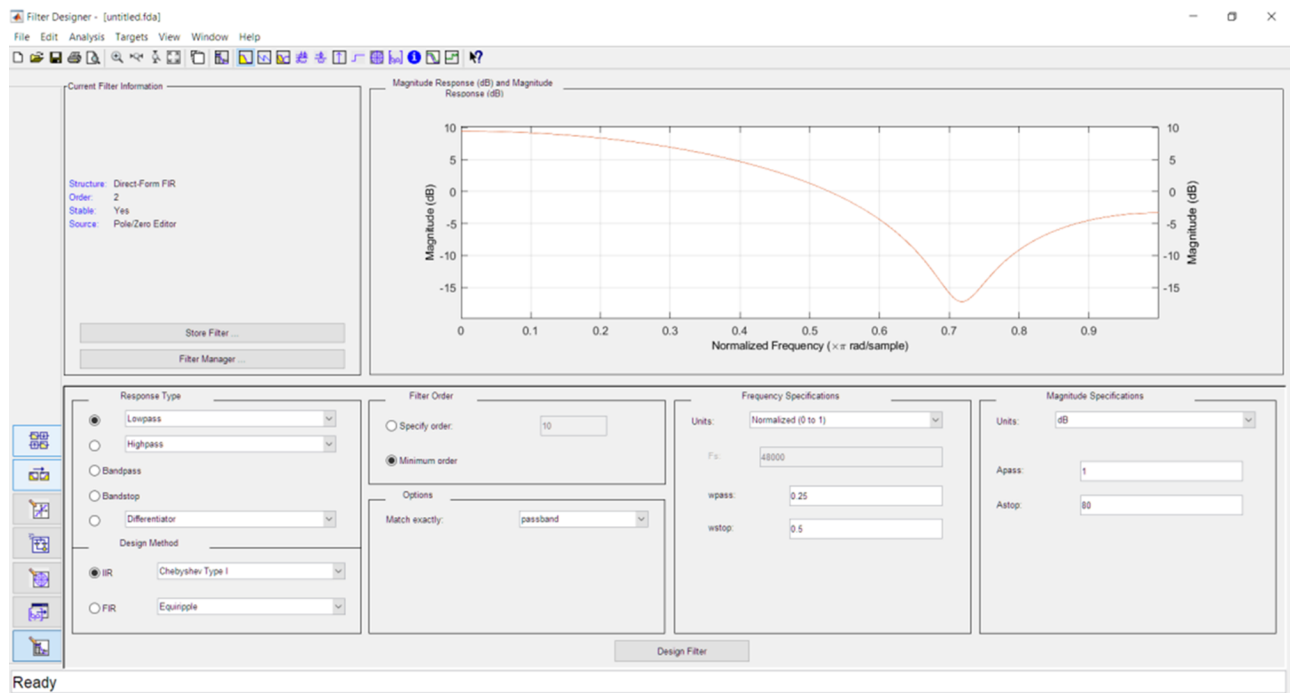 Filter Designer - [untitled.fda]
File Edit Analysis Targets View Window Help
Current Filter Information
Structure: Direct-Form FIR
Order: 2
Stable: Yes
Source: Pole/Zero Editor
Store Filter ...
Filter Manager ...
Magnitude Response (dB) and Magnitude
Response (dB)
Magnitude (dB)
10
5
0
-5
-10
-15
10
5
0
-5
-10
-15
Magnitude (dB)
0 0.1 0.2 0.3 0.4 0.5 0.6 0.7 0.8 0.9
Normalized Frequency (×π rad/sample)
Response Type
Lowpass
Highpass
Bandpass
Bandstop
Differentiator
Design Method
IIR Chebyshev Type I
FIR Equiripple
Filter Order
Specify order: 10
Minimum order
Options
Match exactly: passband
Frequency Specifications
Units: Normalized (0 to 1)
Fs: 48000
wpass: 0.25
wstop: 0.5
Magnitude Specifications
Units: dB
Apass: 1
Astop: 80
Design Filter
Ready